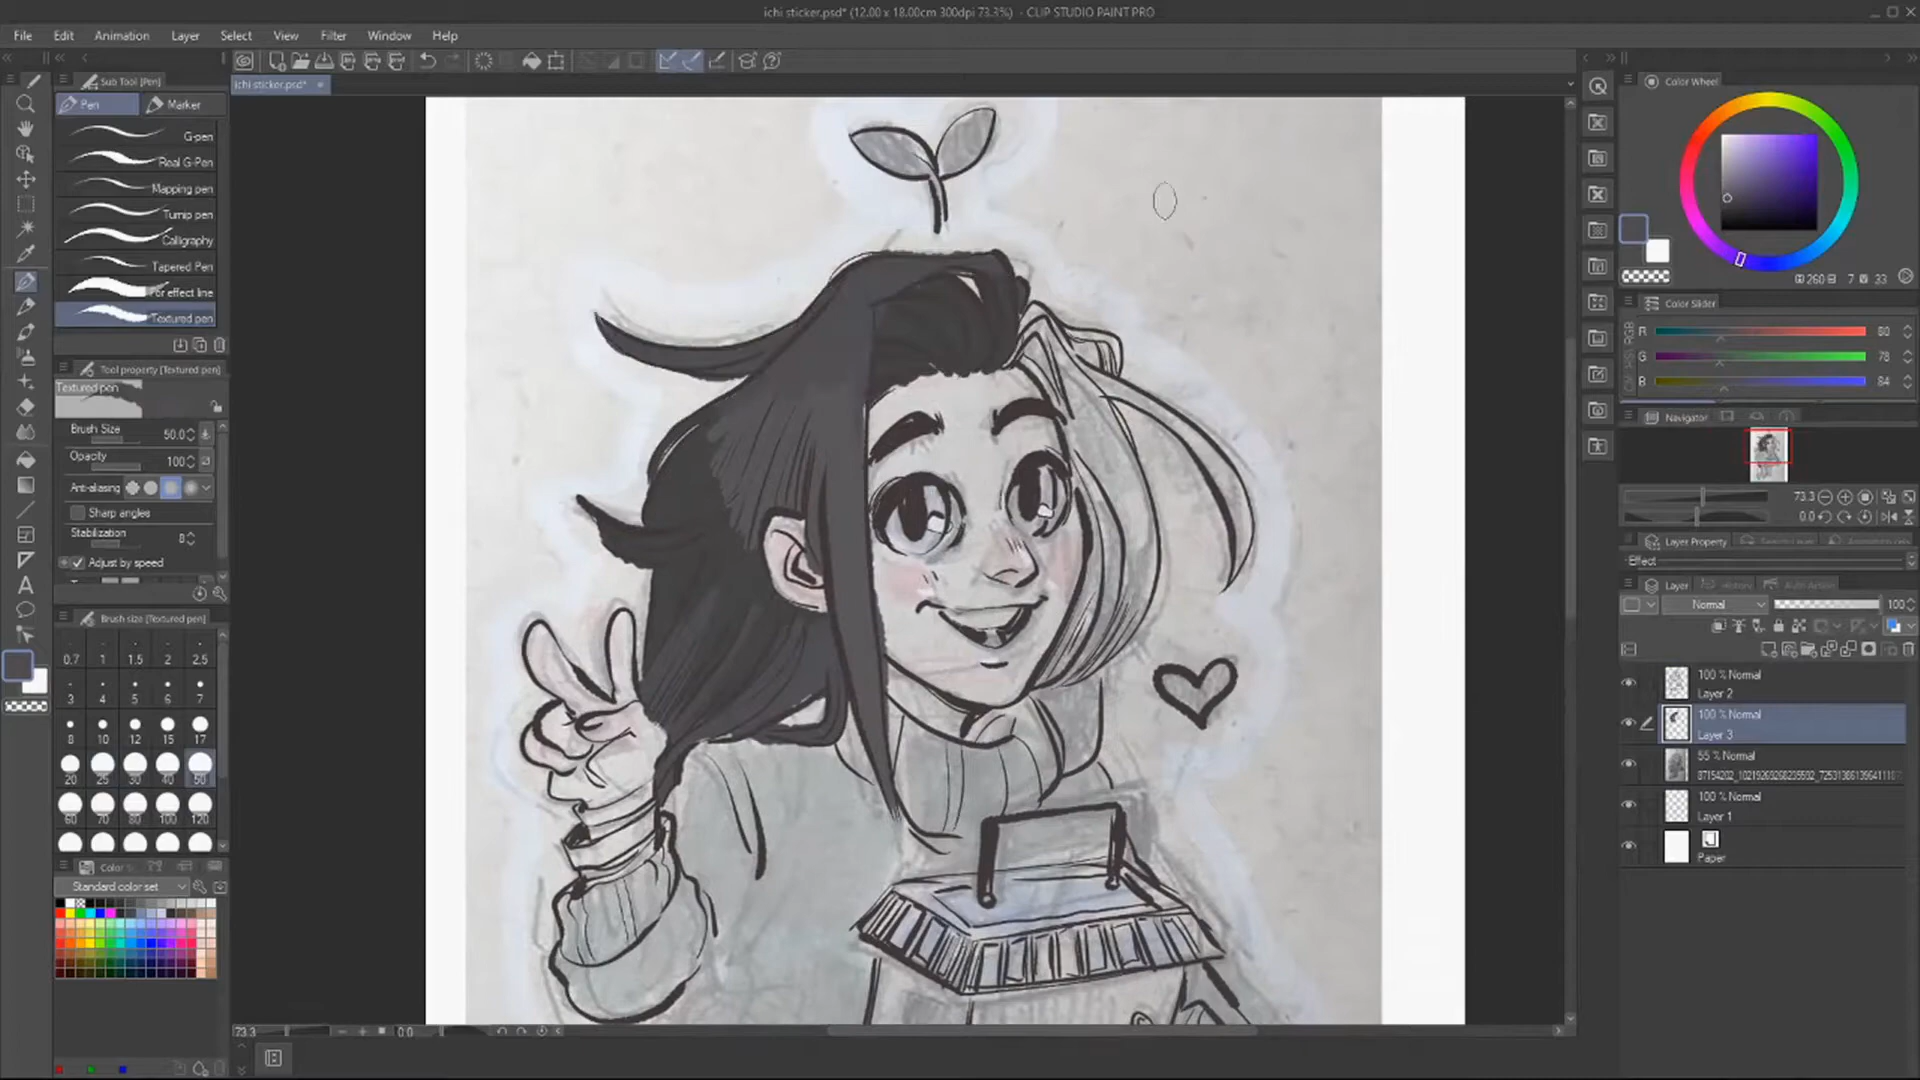 ichi sticker.psd* (12.00 x 18.00cm 300dpi 73.3%) - CLIP STUDIO PAINT PRO
File Edit Animation Layer Select View Filter Window Help
Sub Tool [Pen]
ichi sticker.psd*
Color Wheel
Pen Marker
G-pen
Real G-Pen
Mapping pen
Turnip pen
Calligraphy
Tapered Pen
For effect line
Textured pen
260 7 V 33
Color Slider
R 80
G 78
B 84
Tool property [Textured pen]
Textured pen
Brush Size 50.0
Opacity 100
Anti-aliasing
Sharp angles
Stabilization 8
Adjust by speed
Navigator
73.3
0.0
Layer Property
Effect
Layer History Auto Action
Normal 100
Brush size [Textured pen]
0.7 1 1.5 2 2.5
3 4 5 6 7
8 10 12 15 17
20 25 30 40 50
60 80 100 120
100 % Normal
Layer 2
100 % Normal
Layer 3
55 % Normal
100 % Normal
Layer 1
Paper
Standard color set
73.3 0.0